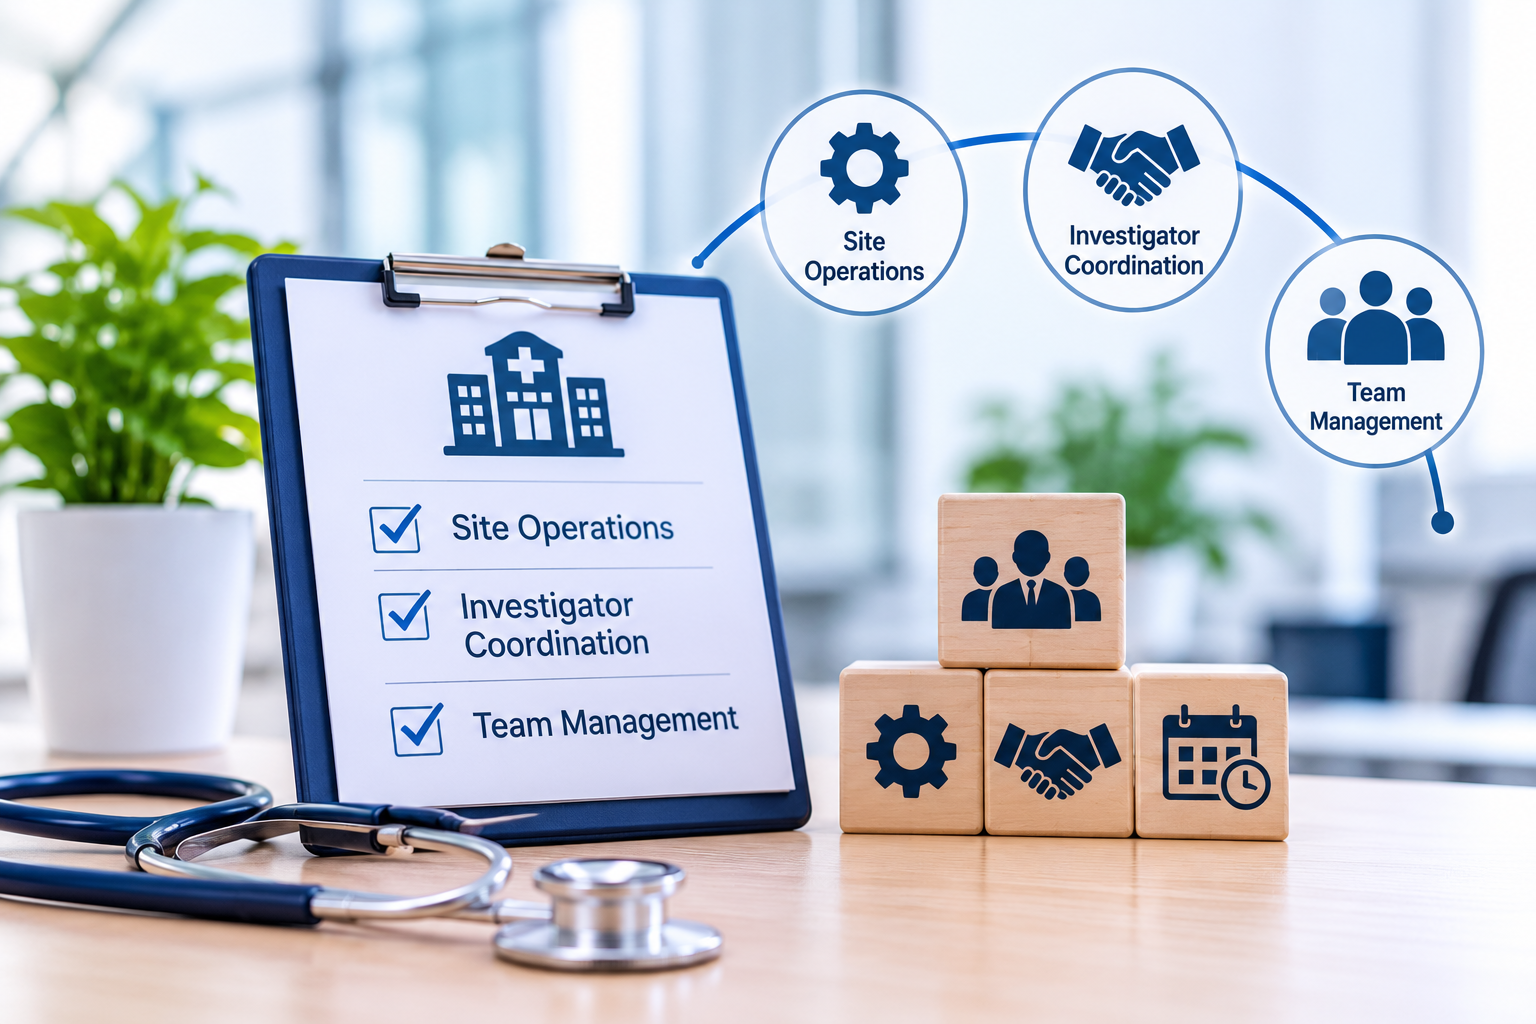 Site Operations
Investigator
Coordination
Team Management
Site
Operations
Investigator
Coordination
Team
Management